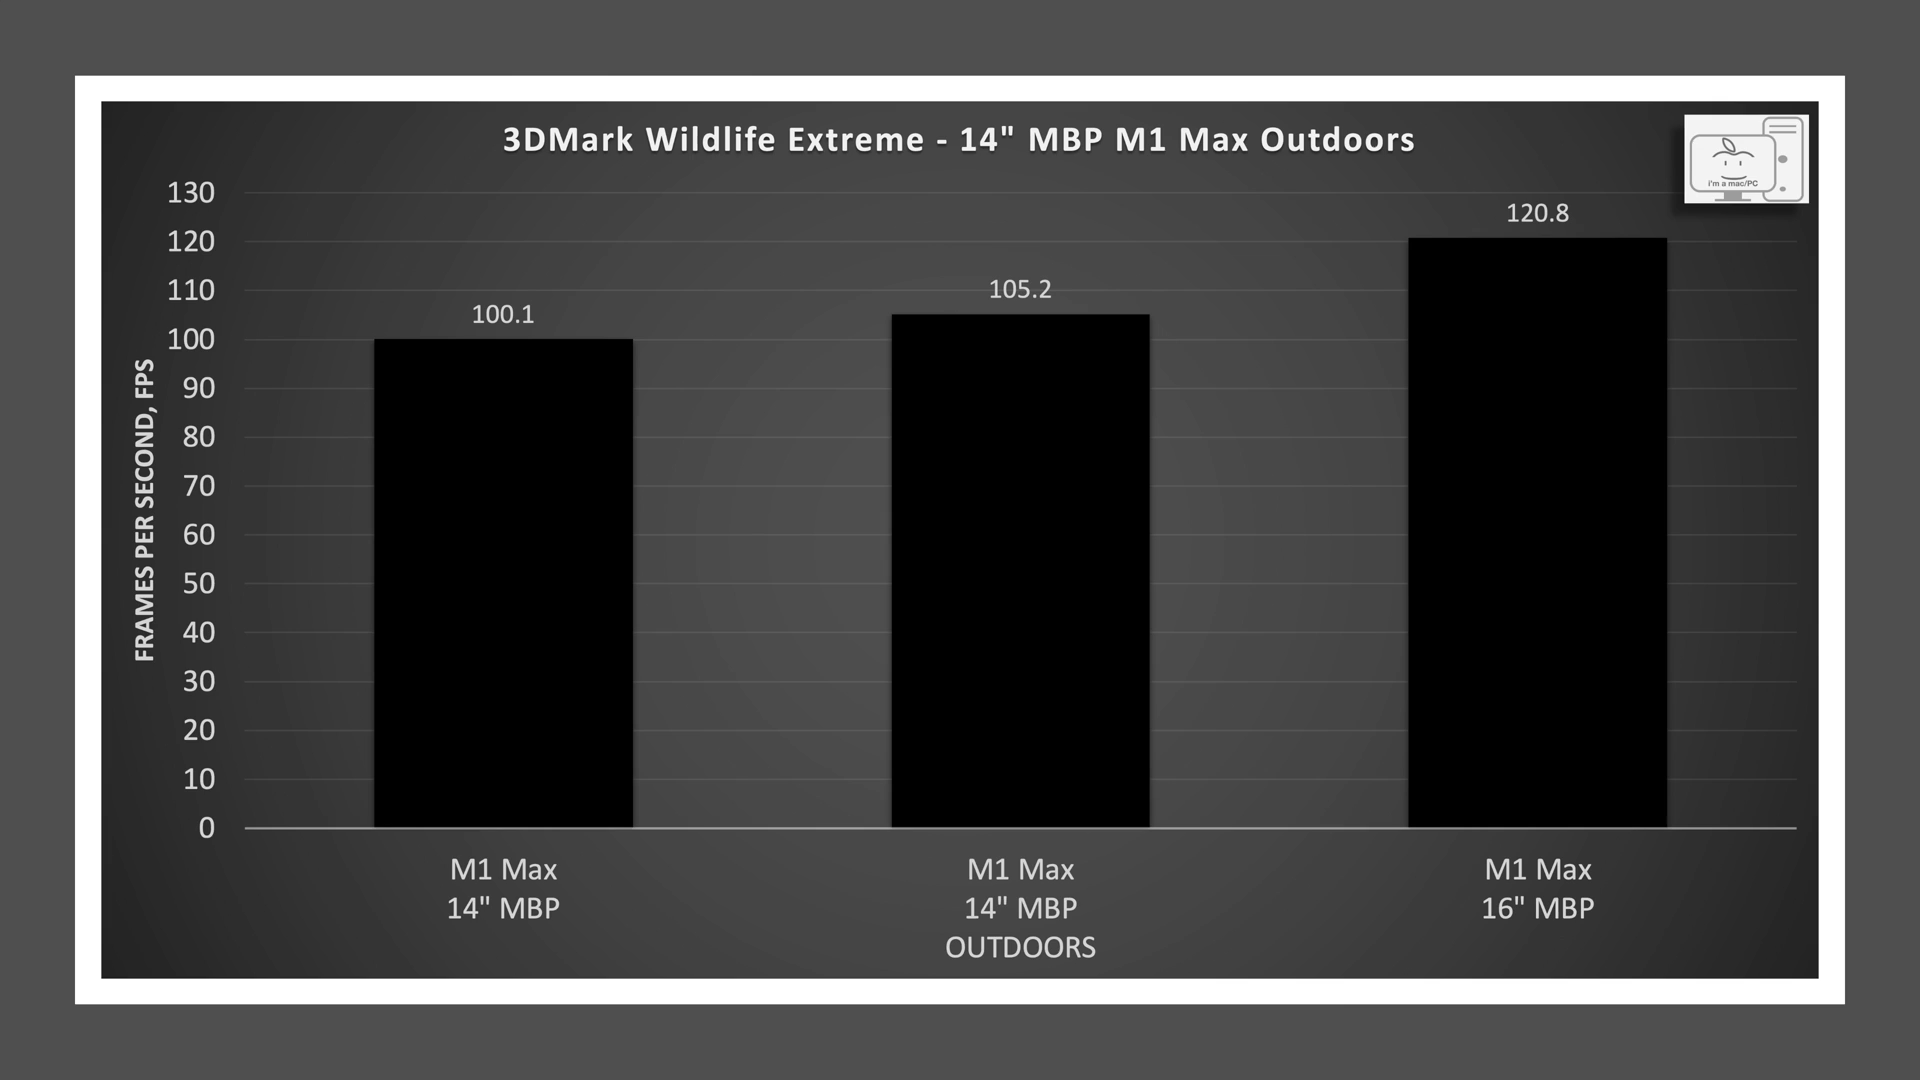 3DMark Wildlife Extreme - 14" MBP M1 Max Outdoors
i'm a mac/PC
FRAMES PER SECOND, FPS
130
120
110
100
90
80
70
60
50
40
30
20
10
0
100.1
105.2
120.8
M1 Max
14" MBP
M1 Max
14" MBP
OUTDOORS
M1 Max
16" MBP